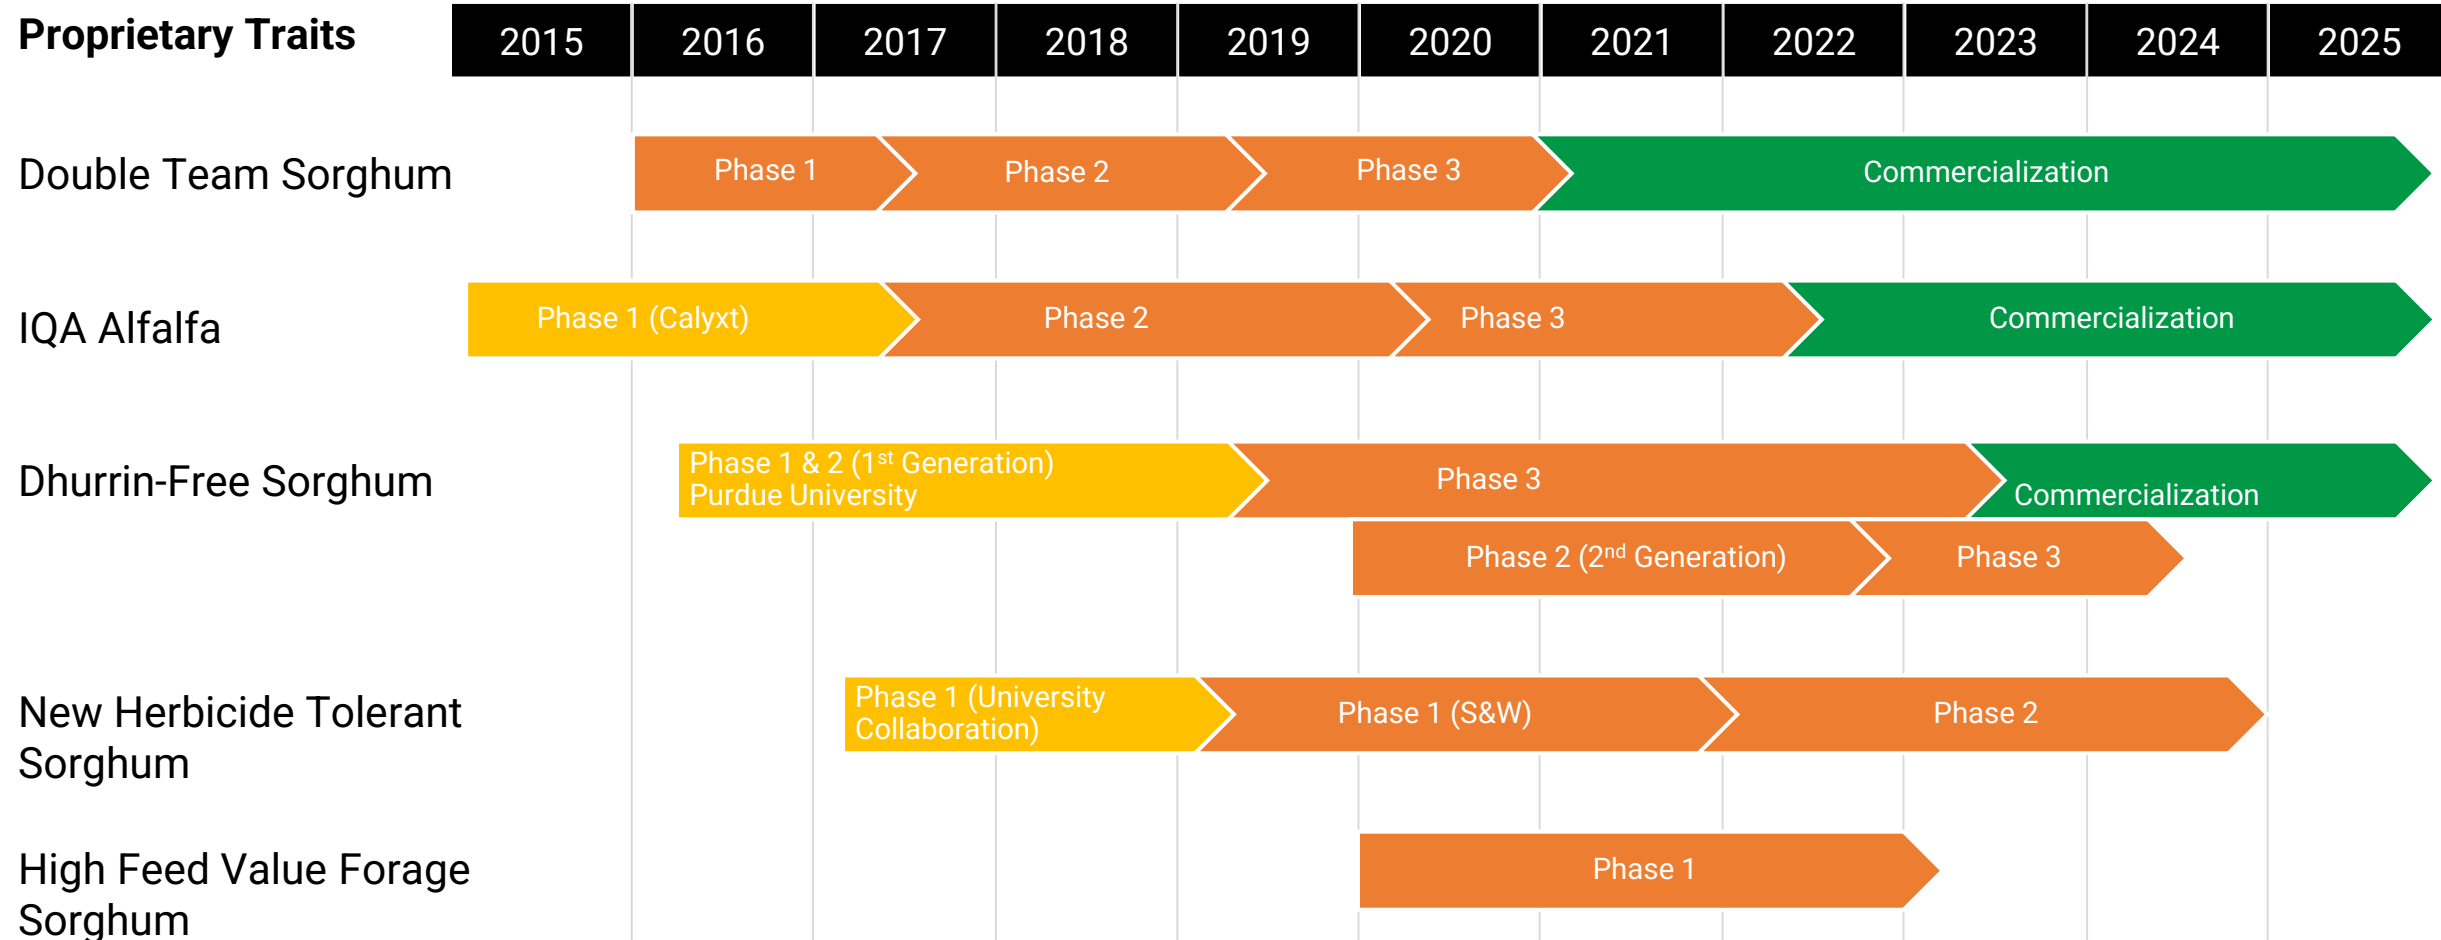 Proprietary Traits
2015 2016 2017 2018 2019 2020 2021 2022 2023 2024 2025
Double Team Sorghum
Phase 1
Phase 2
Phase 3
Commercialization
IQA Alfalfa
Phase 1 (Calyxt)
Phase 2
Phase 3
Commercialization
Dhurrin-Free Sorghum
Phase 1 & 2 (1st Generation)
Purdue University
Phase 3
Commercialization
Phase 2 (2nd Generation)
Phase 3
New Herbicide Tolerant
Sorghum
Phase 1 (University
Collaboration)
Phase 1 (S&W)
Phase 2
High Feed Value Forage
Sorghum
Phase 1